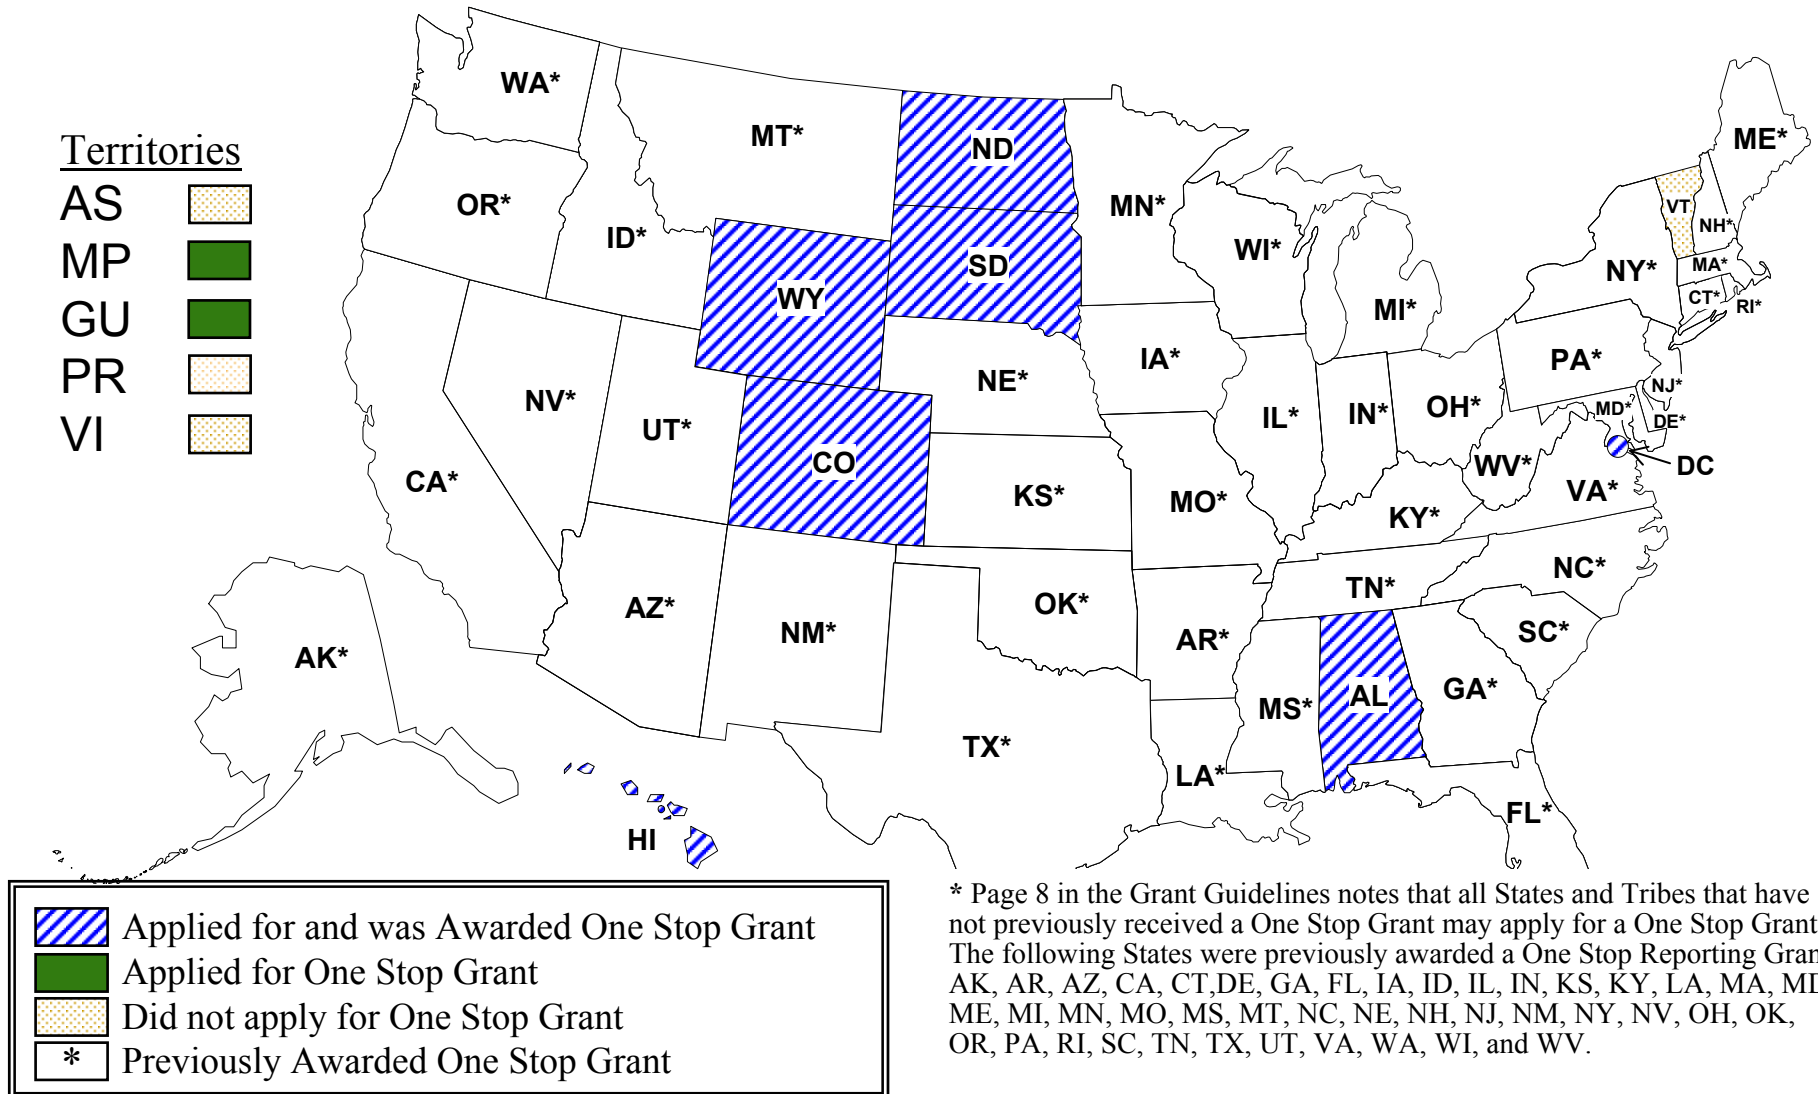 WA*
MT*
ND
MN*
ME*
Territories
AS
MP
GU
PR
VI
OR*
ID*
WY
SD
WI*
MI*
NY*
VT
NH*
MA*
CT*
RI*
NV*
UT*
CO
NE*
IA*
IL*
IN*
OH*
PA*
NJ*
MD*
DE*
DC
CA*
KS*
MO*
KY*
WV*
VA*
AZ*
NM*
OK*
AR*
TN*
NC*
SC*
AK*
HI
TX*
LA*
MS*
AL
GA*
FL*
Applied for and was Awarded One Stop Grant
Applied for One Stop Grant
Did not apply for One Stop Grant
* Previously Awarded One Stop Grant
* Page 8 in the Grant Guidelines notes that all States and Tribes that have
not previously received a One Stop Grant may apply for a One Stop Grant
The following States were previously awarded a One Stop Reporting Gran
AK, AR, AZ, CA, CT,DE, GA, FL, IA, ID, IL, IN, KS, KY, LA, MA,
ME, MI, MN, MO, MS, MT, NC, NE, NH, NJ, NM, NY, NV, OH, OK,
OR, PA, RI, SC, TN, TX, UT, VA, WA, WI, and WV.